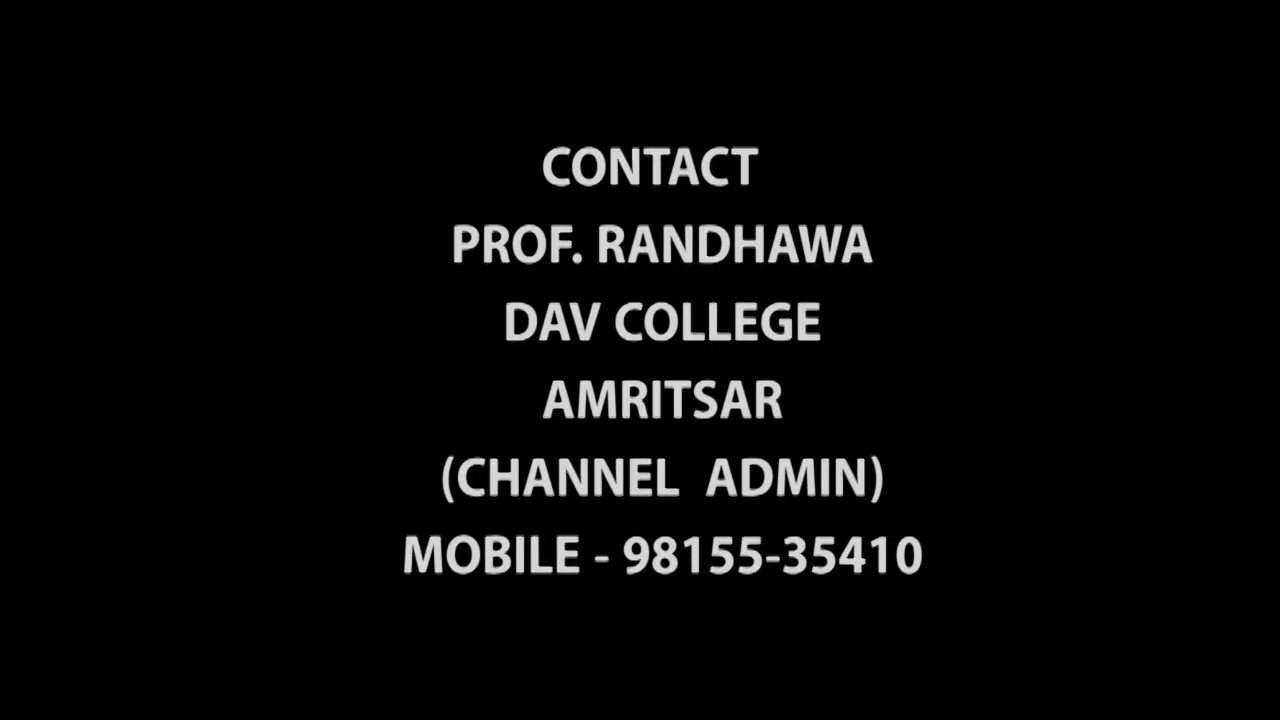 CONTACT
PROF. RANDHAWA
DAV COLLEGE
AMRITSAR
(CHANNEL ADMIN)
MOBILE - 98155-35410